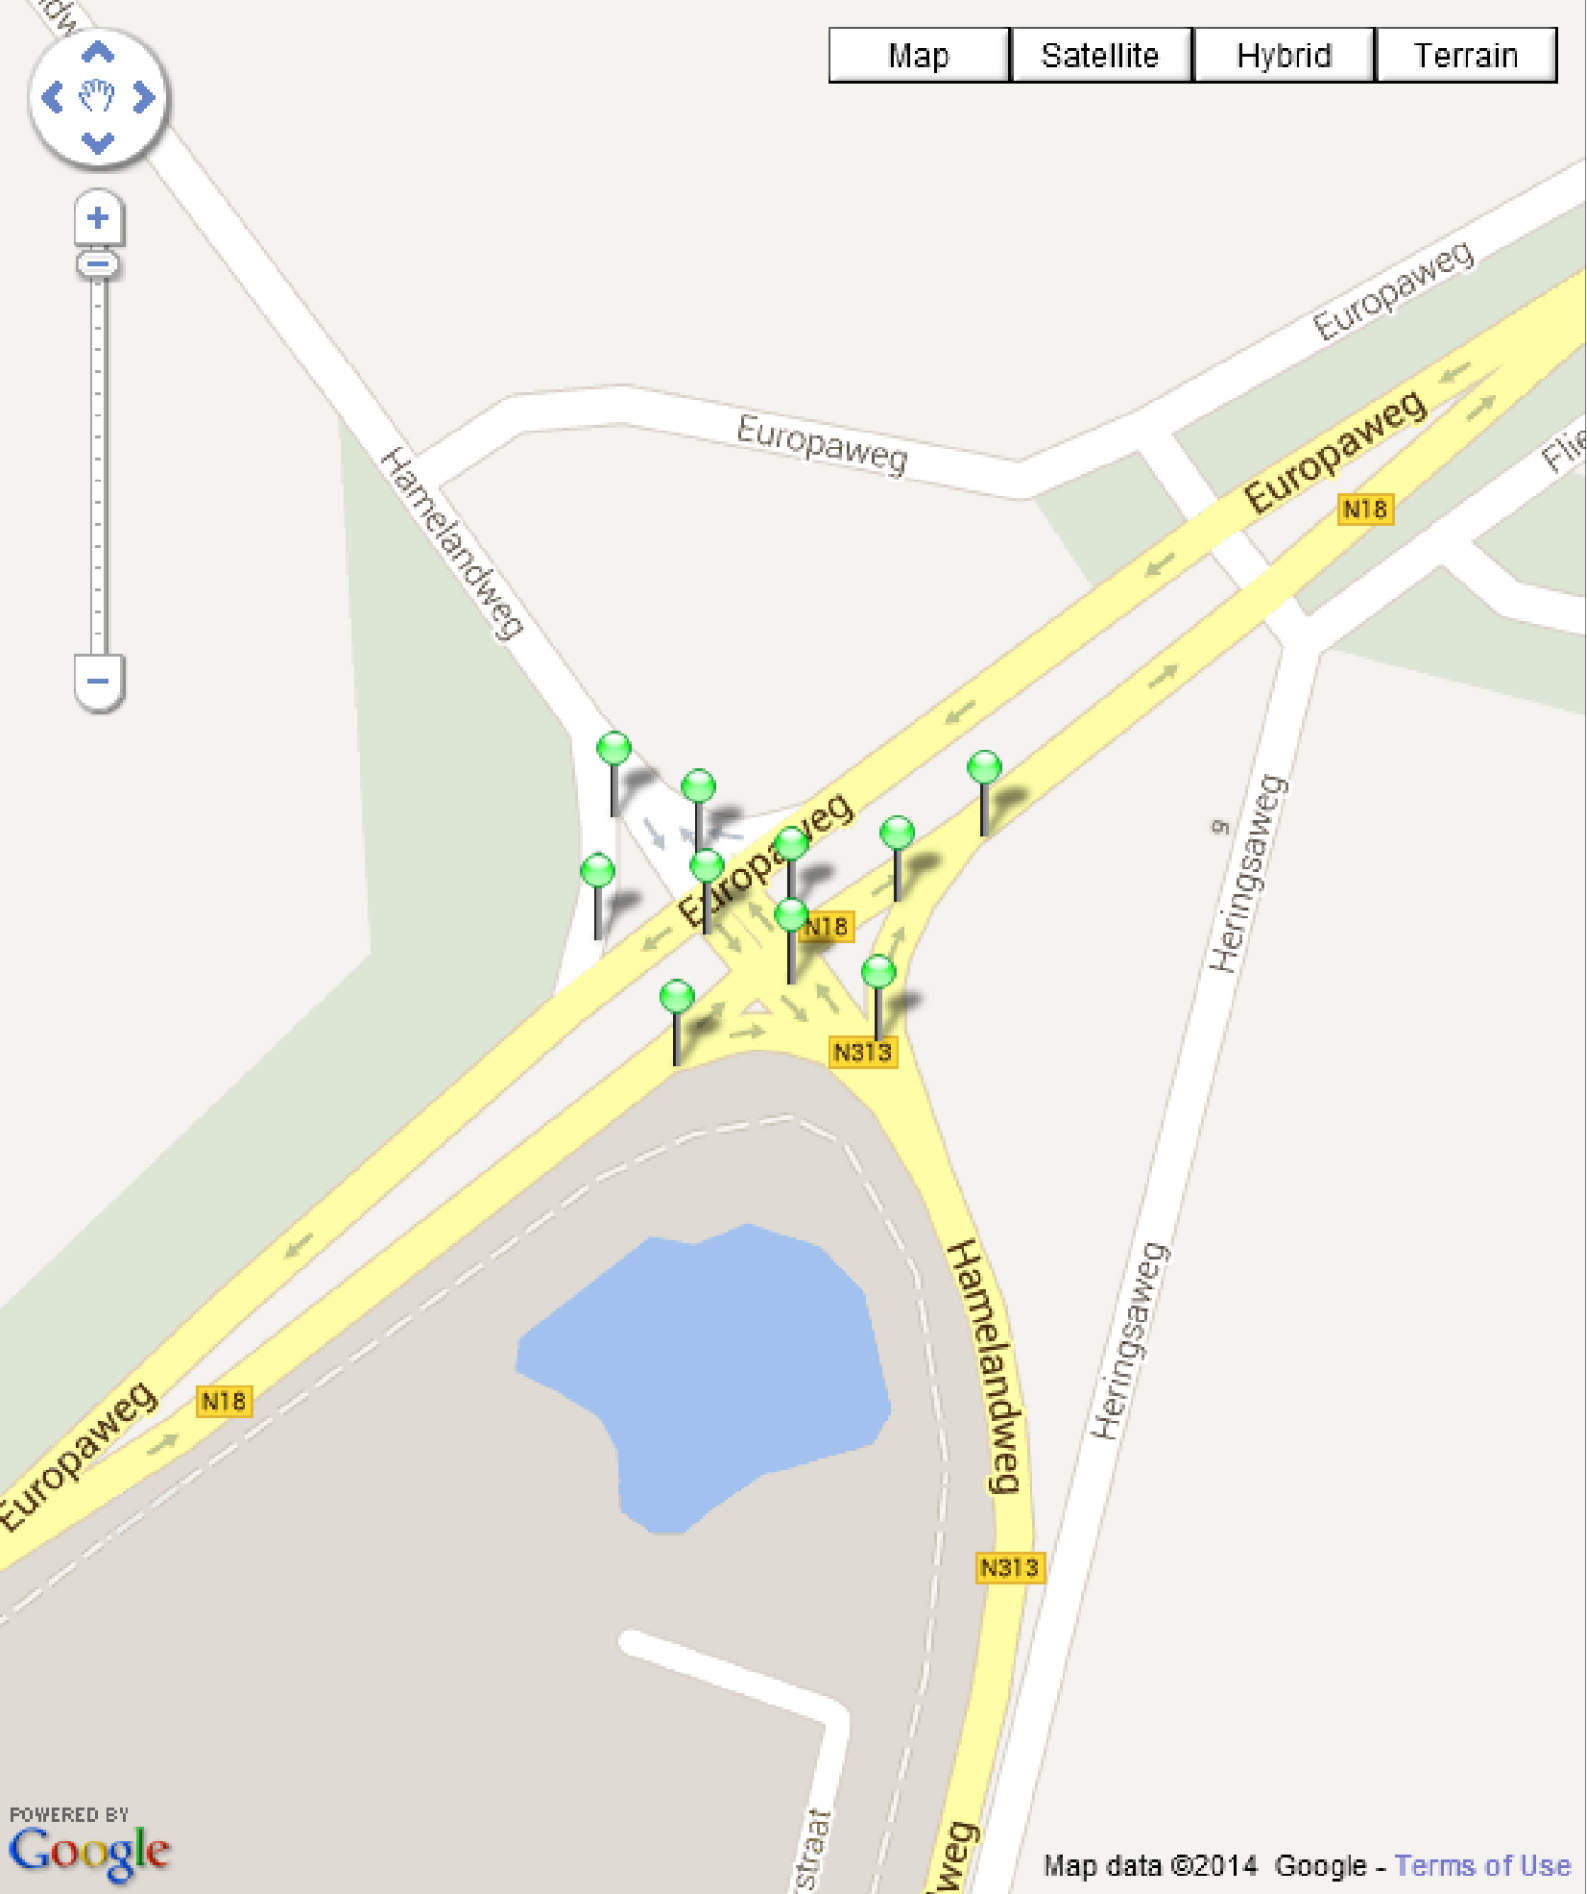 Map Satellite Hybrid Terrain
Europaweg
Europaweg
Europaweg
N18
Hamelandweg
9
Heringsaweg
N18
N313
Hamelandweg
Heringsaweg
N18
Europaweg
N313
POWERED BY
Google
Map data ©2014 Google - Terms of Use